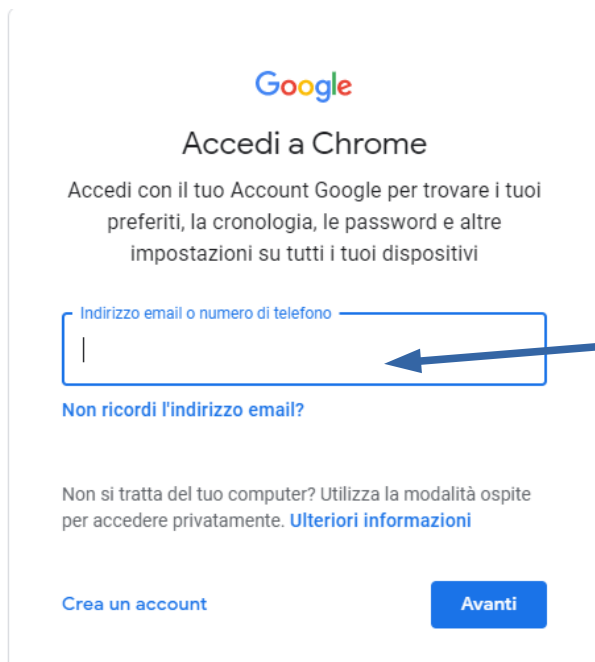 Google
Accedi a Chrome
Accedi con il tuo Account Google per trovare i tuoi
preferiti, la cronologia, le password e altre
impostazioni su tutti i tuoi dispositivi
Indirizzo email o numero di telefono
Non ricordi l'indirizzo email?
Non si tratta del tuo computer? Utilizza la modalità ospite
per accedere privatamente. Ulteriori informazioni
Crea un account
Avanti